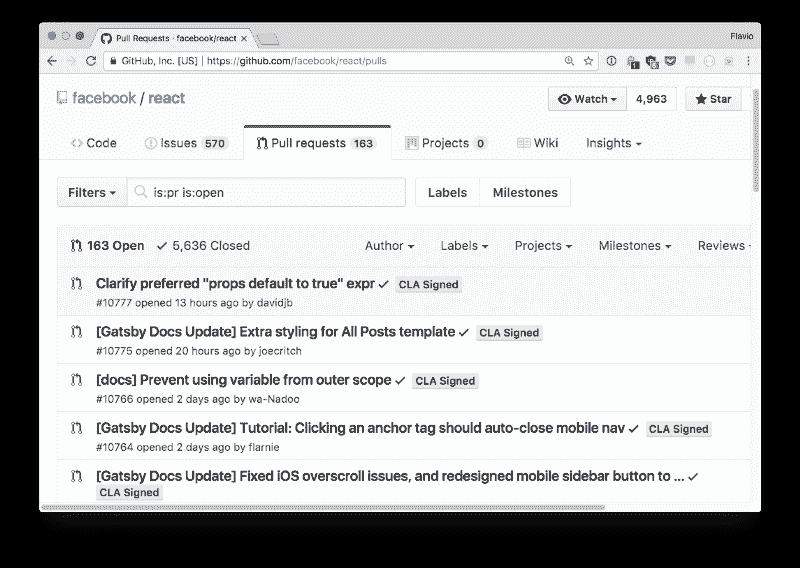 Pull Requests · facebook/react
Flavio
GitHub, Inc. [US] | https://github.com/facebook/react/pulls
facebook / react
Watch 4,963 Star
Code Issues 570 Pull requests 163 Projects 0 Wiki Insights
Filters is:pr is:open Labels Milestones
163 Open 5,636 Closed Author Labels Projects Milestones Reviews
Clarify preferred "props default to true" expr CLA Signed
#10777 opened 13 hours ago by davidjb
[Gatsby Docs Update] Extra styling for All Posts template CLA Signed
#10775 opened 20 hours ago by joecritch
[docs] Prevent using variable from outer scope CLA Signed
#10766 opened 2 days ago by wa-Nadoo
[Gatsby Docs Update] Tutorial: Clicking an anchor tag should auto-close mobile nav CLA Signed
#10764 opened 2 days ago by flarnie
[Gatsby Docs Update] Fixed iOS overscroll issues, and redesigned mobile sidebar button to ...
CLA Signed